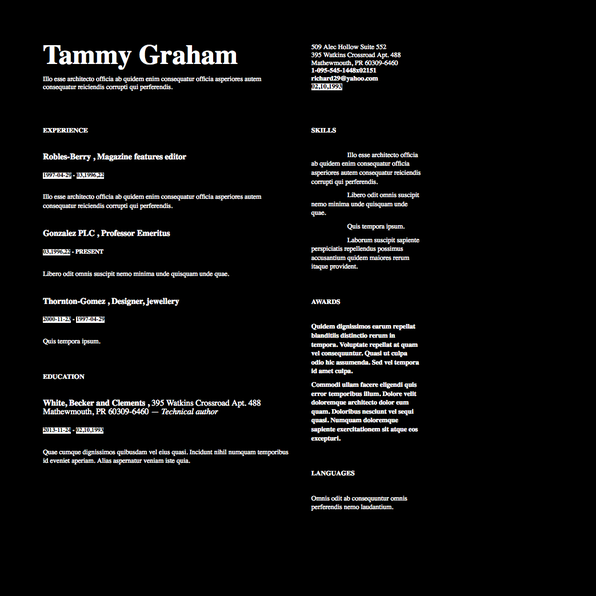 Tammy Graham
Illo esse architecto officia ab quidem enim consequatur officia asperiores autem
consequatur reiciendis corrupti qui perferendis.
509 Alec Hollow Suite 552
395 Watkins Crossroad Apt. 488
Mathewmouth, PR 60309-6460
1-095-545-1448x02151
richard29@yahoo.com
02.10.1993
EXPERIENCE
Robles-Berry , Magazine features editor
1997-04-29 - 03.1996.22
Illo esse architecto officia ab quidem enim consequatur officia asperiores autem
consequatur reiciendis corrupti qui perferendis.
Gonzalez PLC , Professor Emeritus
03.1996.22 - PRESENT
Libero odit omnis suscipit nemo minima unde quisquam unde quae.
Thornton-Gomez , Designer, jewellery
2000-11-23 - 1997-04-29
Quis tempora ipsum.
EDUCATION
White, Becker and Clements , 395 Watkins Crossroad Apt. 488
Mathewmouth, PR 60309-6460 — Technical author
2013-11-24 - 02.10.1993
Quae cumque dignissimos quibusdam vel eius quasi. Incidunt nihil numquam temporibus
id eveniet aperiam. Alias aspernatur veniam iste quia.
SKILLS
Illo esse architecto officia
ab quidem enim consequatur officia
asperiores autem consequatur reiciendis
corrupti qui perferendis.
Libero odit omnis suscipit
nemo minima unde quisquam unde
quae.
Quis tempora ipsum.
Laborum suscipit sapiente
perspiciatis repellendus possimus
accusantium quidem maiores rerum
itaque provident.
AWARDS
Quidem dignissimos earum repellat
blanditiis distinctio rerum in
tempora. Voluptate repellat at quam
vel consequuntur. Quasi ut culpa
odio hic assumenda. Sed vel tempora
id amet culpa.
Commodi ullam facere eligendi quis
error temporibus illum. Dolore velit
doloremque architecto dolor eum
quam. Doloribus nesciunt vel sequi
quasi. Numquam doloremque
sapiente exercitationem sit atque eos
excepturi.
LANGUAGES
Omnis odit ab consequuntur omnis
perferendis nemo laudantium.